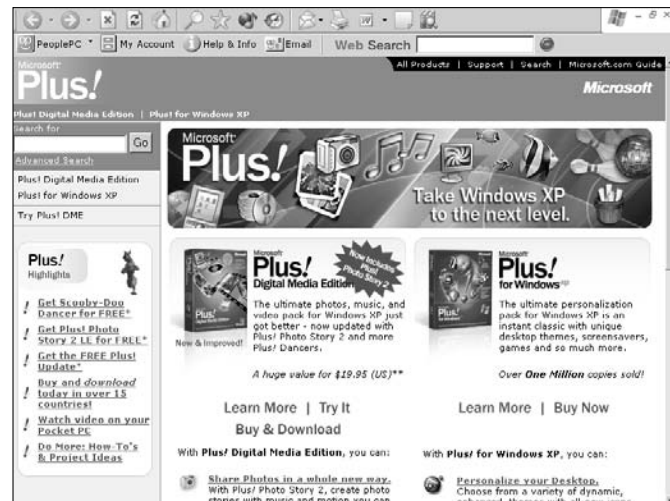 PeoplePC
My Account
Help & Info
Email
Web Search
All Products | Support | Search | Microsoft.com Guide
Microsoft
Plus!
Microsoft
Plus! Digital Media Edition | Plus! for Windows XP
Search for
Go
Advanced Search
Plus! Digital Media Edition
Plus! for Windows XP
Try Plus! DME
Microsoft
Plus!
Take Windows XP
to the next level.
Plus!
Highlights
! Get Scooby-Doo
Dancer for FREE*
! Get Plus! Photo
Story 2 LE for FREE*
! Get the FREE Plus!
Update*
! Buy and download
today in over 15
countries!
! Watch video on your
Pocket PC
! Do More: How-To's
& Project Ideas
Plus!
New & Improved!
Microsoft
Plus!
Digital Media Edition
Now Includes
Plus!
Photo Story 2
The ultimate photos, music, and
video pack for Windows XP just
got better - now updated with
Plus! Photo Story 2 and more
Plus! Dancers.
A huge value for $19.95 (US)**
Learn More | Try It
Buy & Download
With Plus! Digital Media Edition, you can:
Share Photos in a whole new way.
With Plus! Photo Story 2, create photo
stories with music and motion you can
Plus!
Microsoft
Plus!
for Windows XP
The ultimate personalization
pack for Windows XP is an
instant classic with unique
desktop themes, screensavers,
games and so much more.
Over One Million copies sold!
Learn More | Buy Now
With Plus! for Windows XP, you can:
Personalize your Desktop.
Choose from a variety of dynamic,